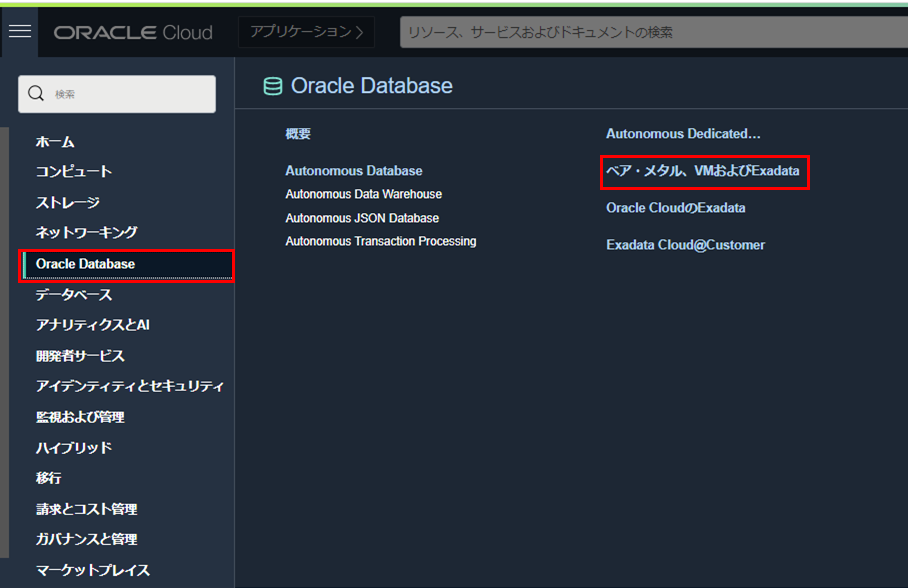 ORACLE Cloud
アプリケーション
リソース、サービスおよびドキュメントの検索
検索
ホーム
コンピュート
ストレージ
ネットワーキング
Oracle Database
データベース
アナリティクスとAI
開発者サービス
アイデンティティとセキュリティ
監視および管理
ハイブリッド
移行
請求とコスト管理
ガバナンスと管理
マーケットプレイス
Oracle Database
概要
Autonomous Database
Autonomous Data Warehouse
Autonomous JSON Database
Autonomous Transaction Processing
Autonomous Dedicated...
ベア・メタル、VMおよびExadata
Oracle CloudのExadata
Exadata Cloud@Customer